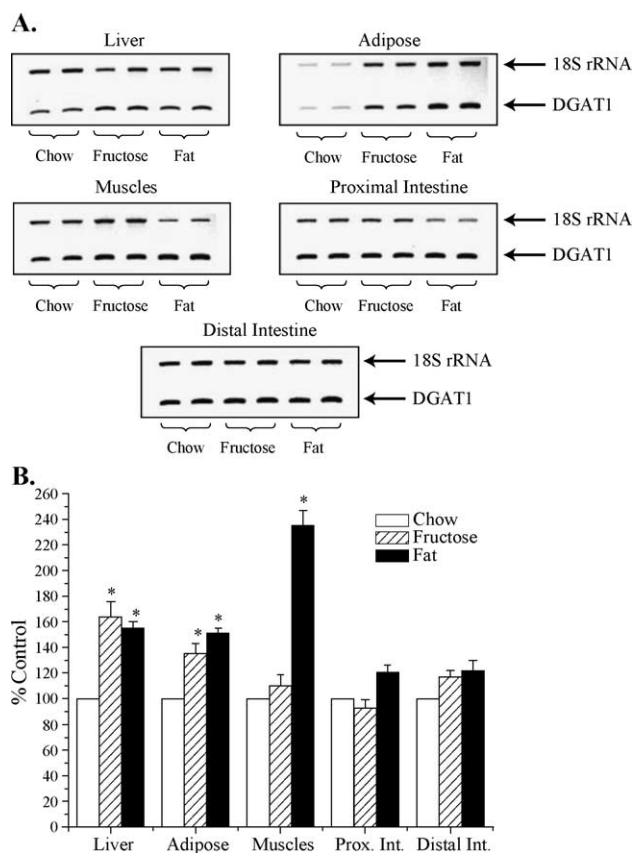 A.
Liver
Adipose
18S rRNA
DGAT1
Chow Fructose Fat
Chow Fructose Fat
Muscles
Proximal Intestine
18S rRNA
DGAT1
Chow Fructose Fat
Chow Fructose Fat
Distal Intestine
18S rRNA
DGAT1
Chow Fructose Fat
B.
260
240
220
200
180
160
140
120
100
80
60
40
20
0
% Control
* * * * *
Chow
Fructose
Fat
Liver Adipose Muscles Prox. Int. Distal Int.